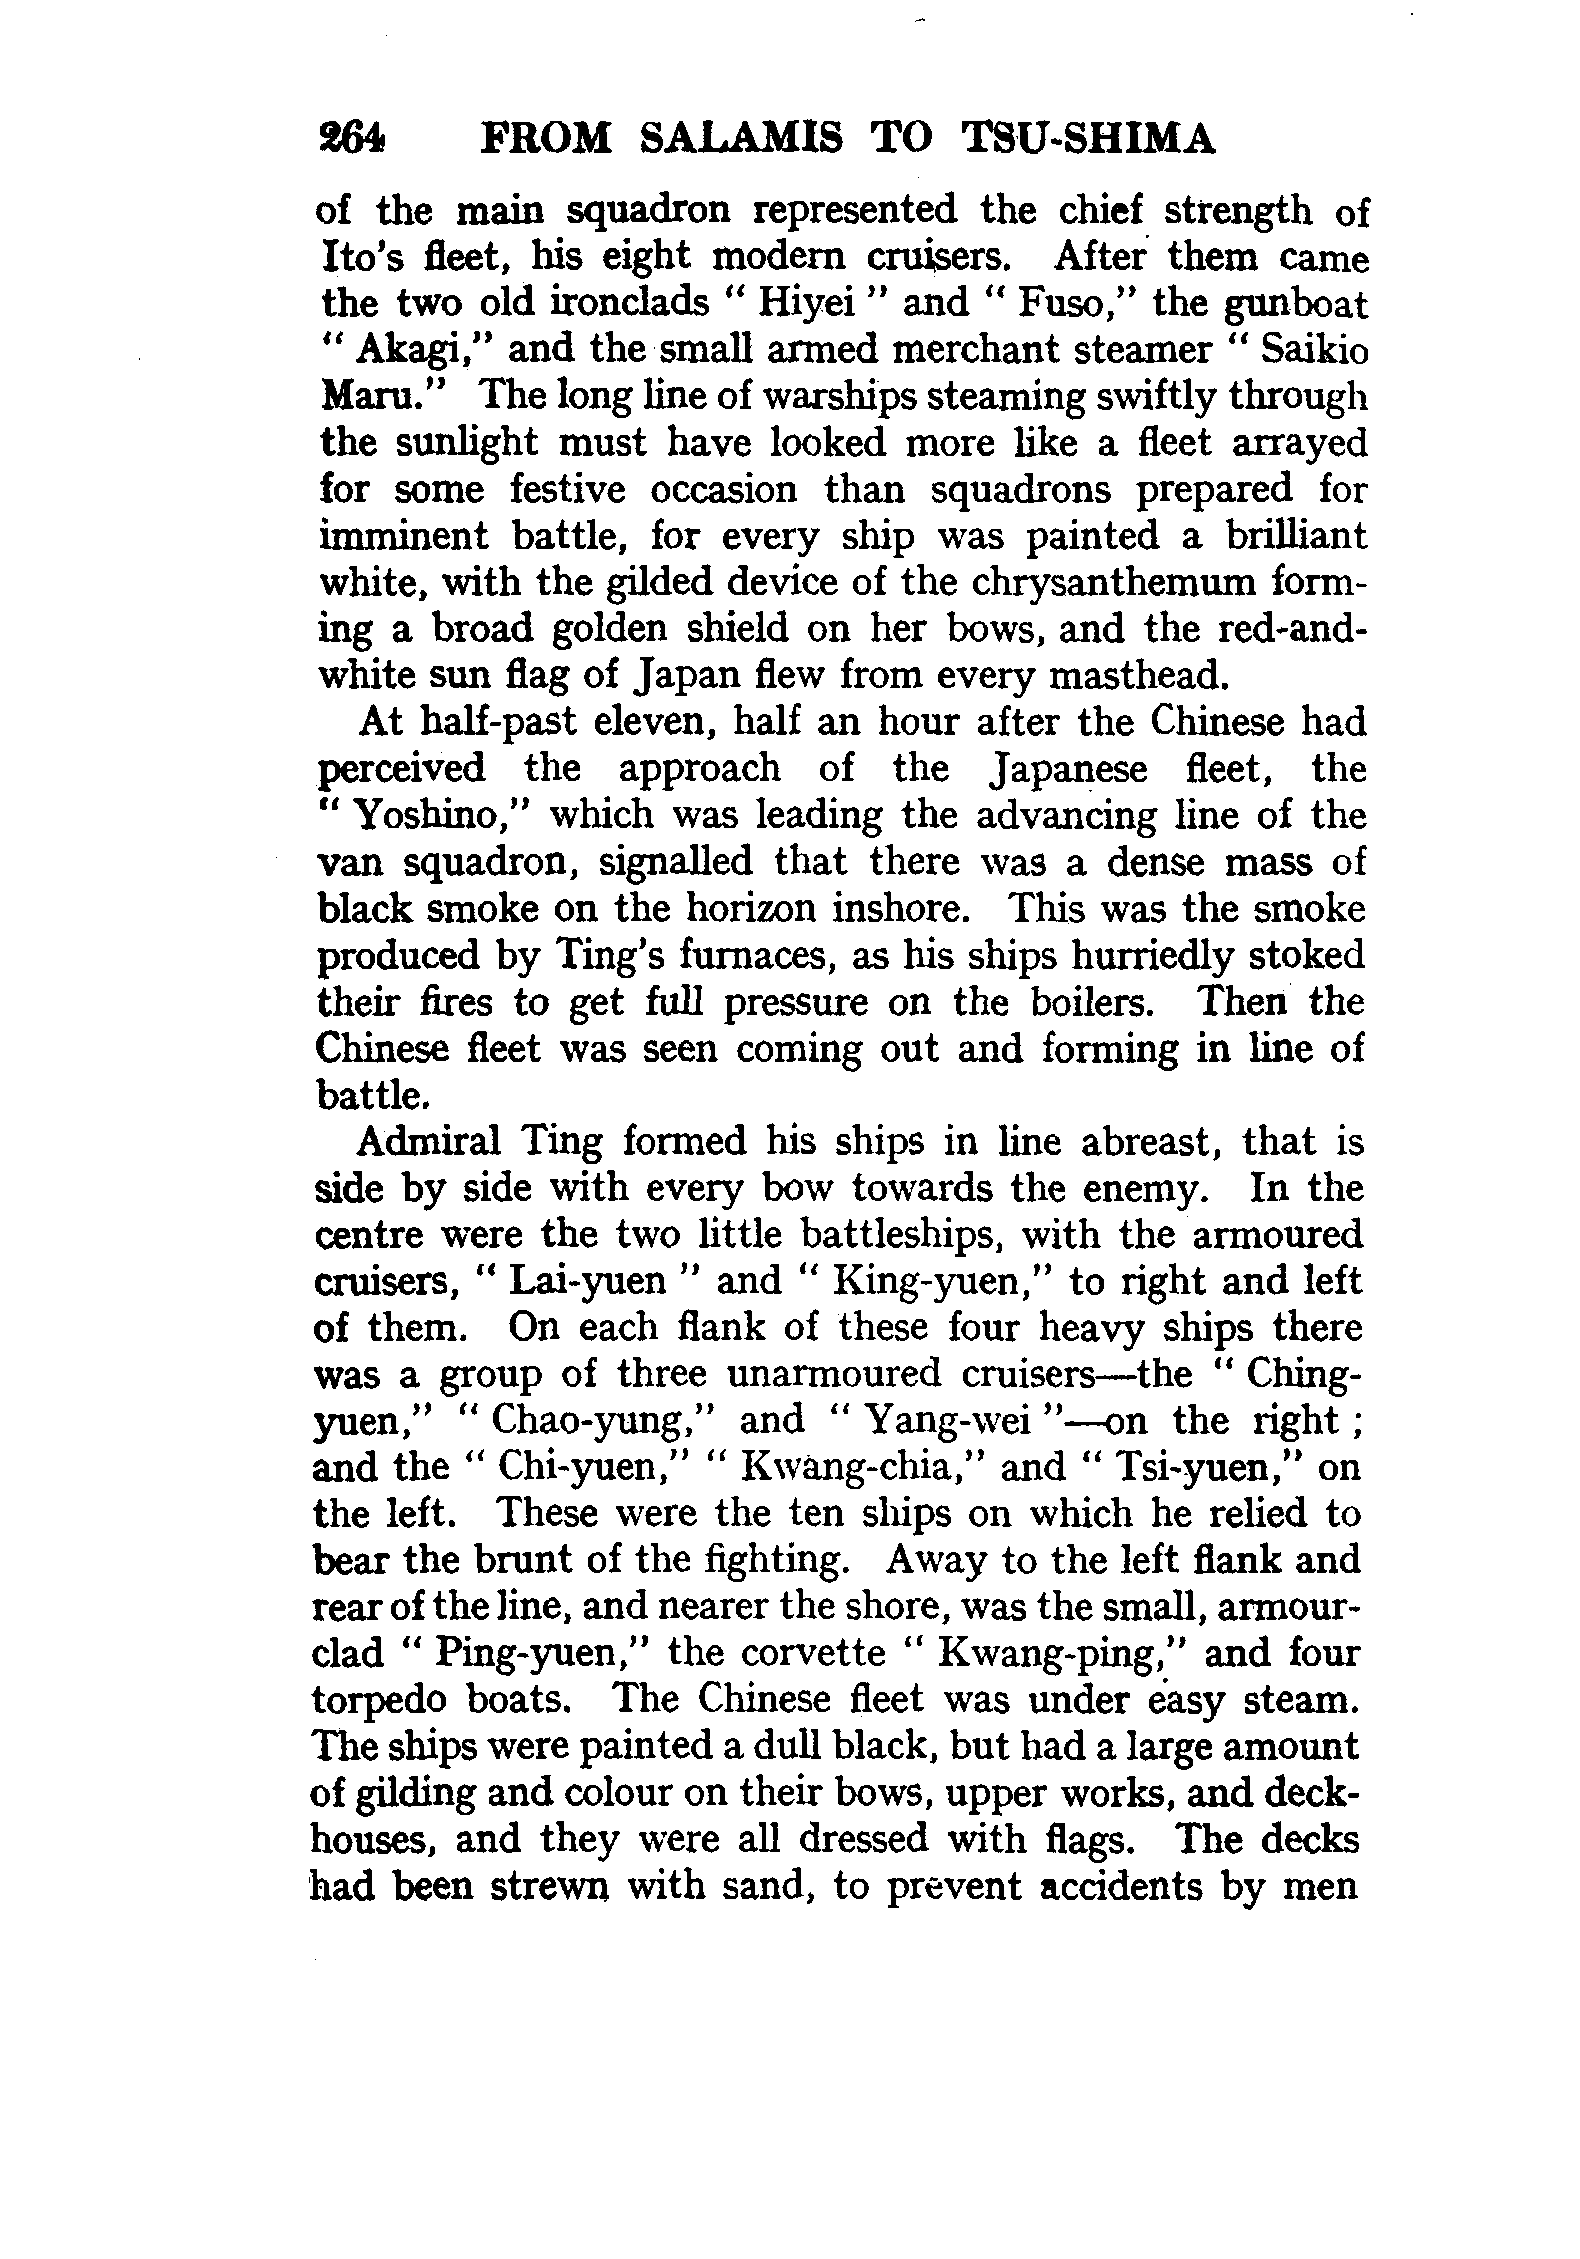 264 FROM SALAMIS TO TSU-SHIMA
of the main squadron represented the chief strength of
Ito's fleet, his eight modern cruisers. After them came
the two old ironclads " Hiyei " and " Fuso," the gunboat
" Akagi," and the small armed merchant steamer " Saikio
Maru." The long line of warships steaming swiftly through
the sunlight must have looked more like a fleet arrayed
for some festive occasion than squadrons prepared for
imminent battle, for every ship was painted a brilliant
white, with the gilded device of the chrysanthemum form-
ing a broad golden shield on her bows, and the red-and-
white sun flag of Japan flew from every masthead.
At half-past eleven, half an hour after the Chinese had
perceived the approach of the Japanese fleet, the
" Yoshino," which was leading the advancing line of the
van squadron, signalled that there was a dense mass of
black smoke on the horizon inshore. This was the smoke
produced by Ting's furnaces, as his ships hurriedly stoked
their fires to get full pressure on the boilers. Then the
Chinese fleet was seen coming out and forming in line of
battle.
Admiral Ting formed his ships in line abreast, that is
side by side with every bow towards the enemy. In the
centre were the two little battleships, with the armoured
cruisers, " Lai-yuen " and " King-yuen," to right and left
of them. On each flank of these four heavy ships there
was a group of three unarmoured cruisers—the " Ching-
yuen," " Chao-yung," and " Yang-wei "—on the right ;
and the " Chi-yuen," " Kwang-chia," and " Tsi-yuen," on
the left. These were the ten ships on which he relied to
bear the brunt of the fighting. Away to the left flank and
rear of the line, and nearer the shore, was the small, armour-
clad " Ping-yuen," the corvette " Kwang-ping," and four
torpedo boats. The Chinese fleet was under easy steam.
The ships were painted a dull black, but had a large amount
of gilding and colour on their bows, upper works, and deck-
houses, and they were all dressed with flags. The decks
had been strewn with sand, to prevent accidents by men